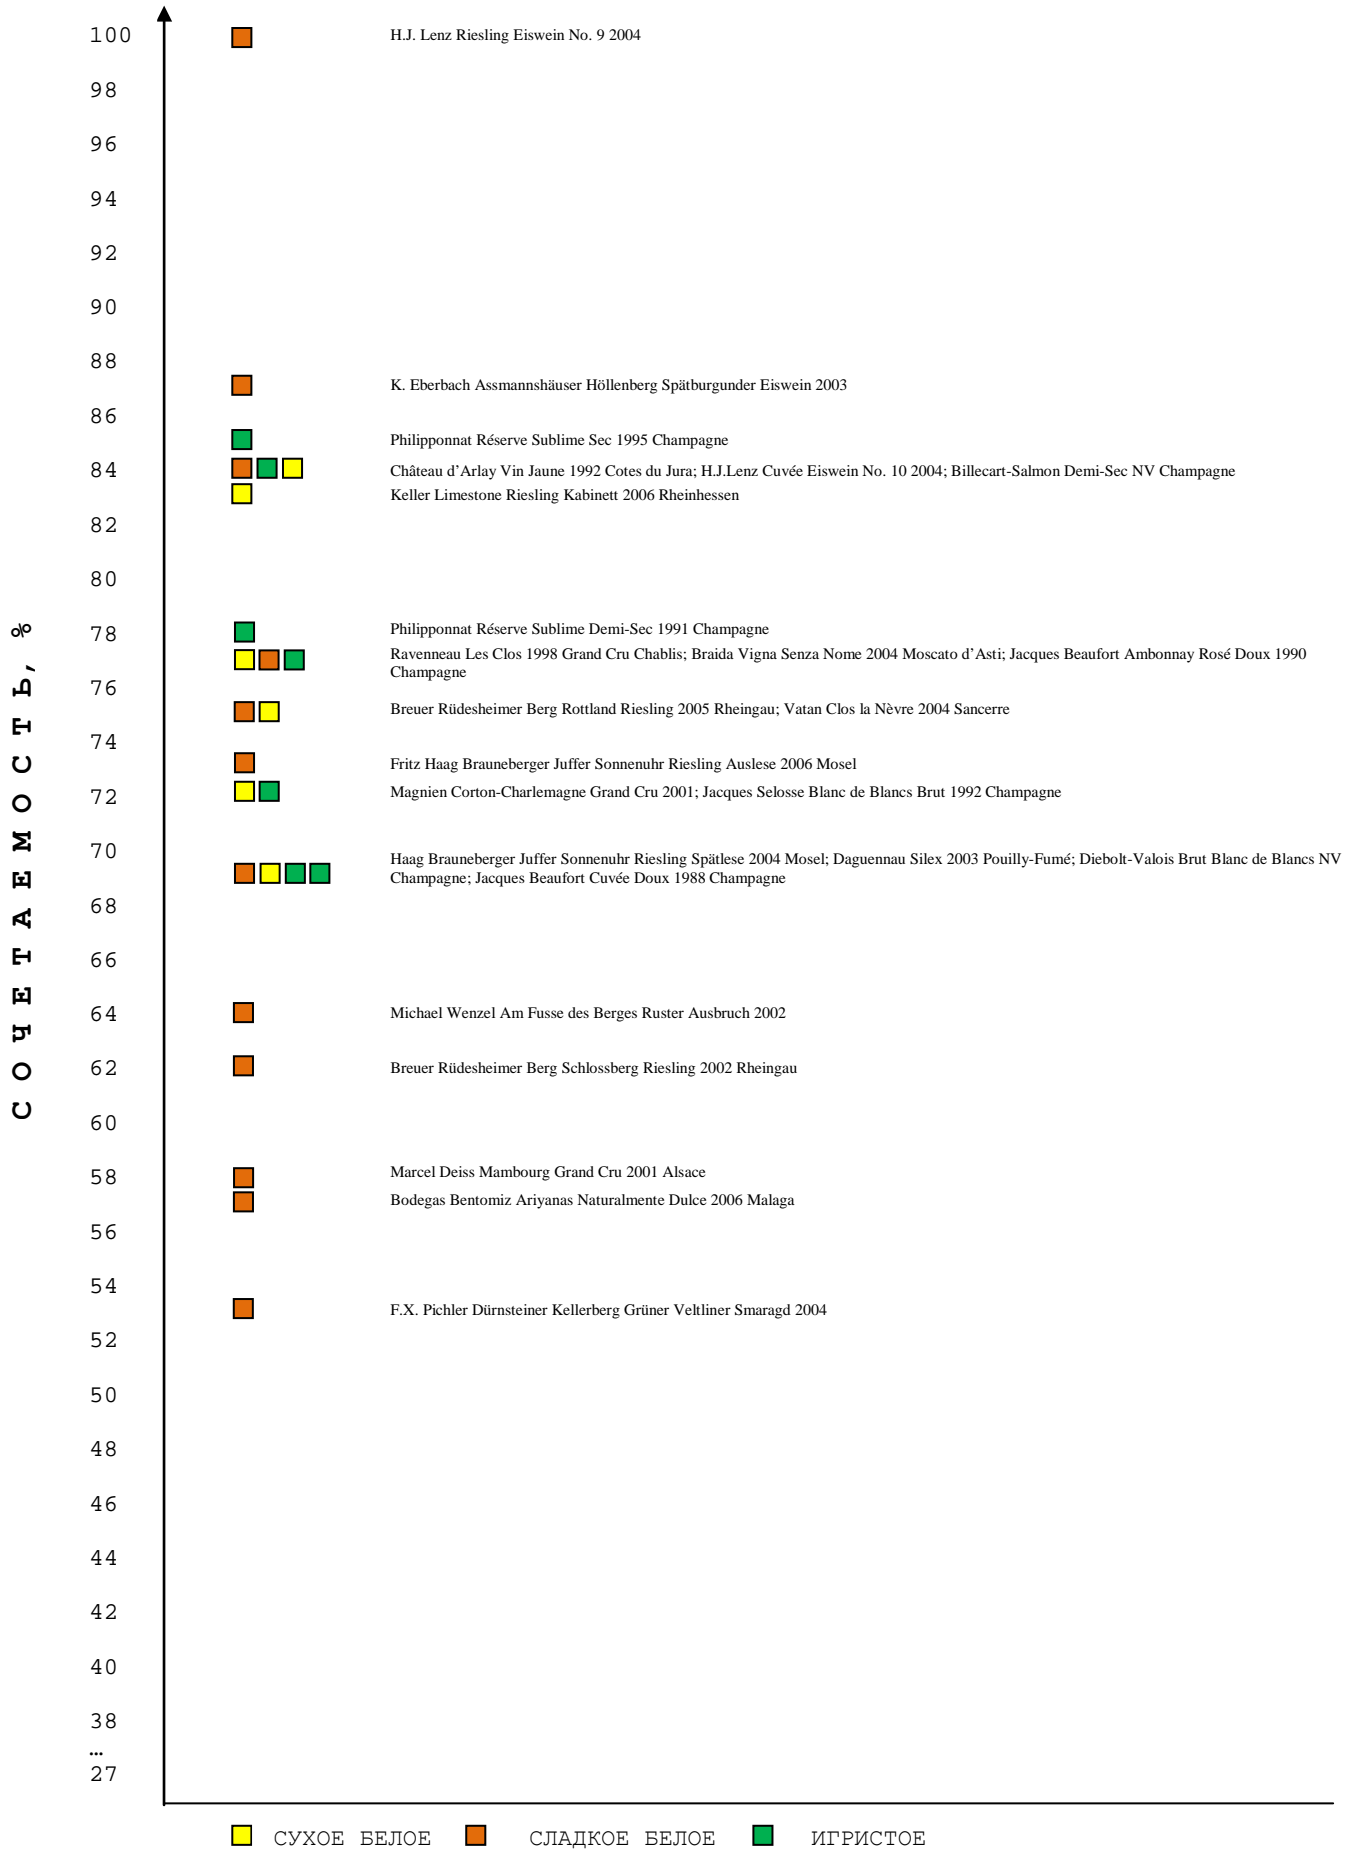 100
H.J. Lenz Riesling Eiswein No. 9 2004
98
96
94
92
90
88
K. Eberbach Assmannshäuser Höllenberg Spätburgunder Eiswein 2003
86
Philipponnat Réserve Sublime Sec 1995 Champagne
84
Château d’Arlay Vin Jaune 1992 Cotes du Jura; H.J.Lenz Cuvée Eiswein No. 10 2004; Billecart-Salmon Demi-Sec NV Champagne
Keller Limestone Riesling Kabinett 2006 Rheinhessen
82
80
78
Philipponnat Réserve Sublime Demi-Sec 1991 Champagne
Ravenneau Les Clos 1998 Grand Cru Chablis; Braida Vigna Senza Nome 2004 Moscato d’Asti; Jacques Beaufort Ambonnay Rosé Doux 1990
Champagne
76
Breuer Rüdesheimer Berg Rottland Riesling 2005 Rheingau; Vatan Clos la Nèvre 2004 Sancerre
74
Fritz Haag Brauneberger Juffer Sonnenuhr Riesling Auslese 2006 Mosel
72
Magnien Corton-Charlemagne Grand Cru 2001; Jacques Selosse Blanc de Blancs Brut 1992 Champagne
70
Haag Brauneberger Juffer Sonnenuhr Riesling Spätlese 2004 Mosel; Daguennau Silex 2003 Pouilly-Fumé; Diebolt-Valois Brut Blanc de Blancs NV
Champagne; Jacques Beaufort Cuvée Doux 1988 Champagne
68
66
64
Michael Wenzel Am Fusse des Berges Ruster Ausbruch 2002
62
Breuer Rüdesheimer Berg Schlossberg Riesling 2002 Rheingau
60
58
Marcel Deiss Mambourg Grand Cru 2001 Alsace
Bodegas Bentomiz Ariyanas Naturalmente Dulce 2006 Malaga
56
54
F.X. Pichler Dürnsteiner Kellerberg Grüner Veltliner Smaragd 2004
52
50
48
46
44
42
40
38
…
27
СОЧЕТАЕМОСТЬ, %
СУХОЕ БЕЛОЕ СЛАДКОЕ БЕЛОЕ ИГРИСТОЕ